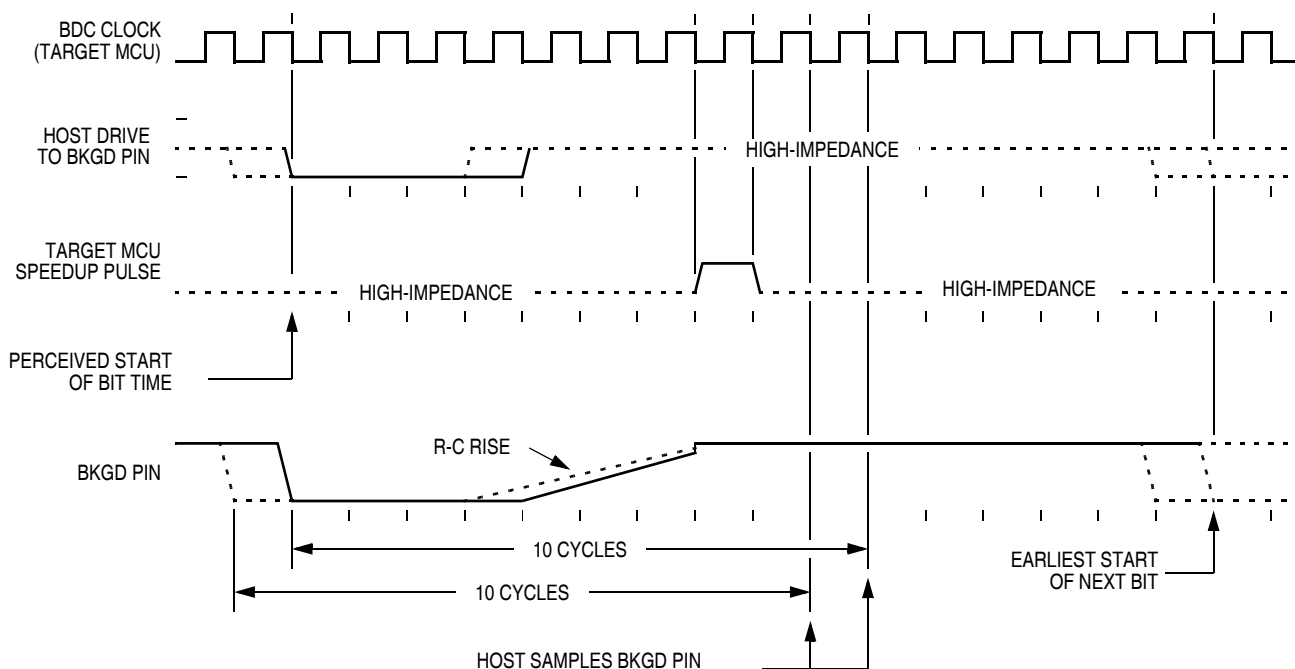 BDC CLOCK
(TARGET MCU)
HOST DRIVE
TO BKGD PIN
HIGH-IMPEDANCE
TARGET MCU
SPEEDUP PULSE
HIGH-IMPEDANCE
HIGH-IMPEDANCE
PERCEIVED START
OF BIT TIME
R-C RISE
BKGD PIN
10 CYCLES
EARLIEST START
OF NEXT BIT
10 CYCLES
HOST SAMPLES BKGD PIN